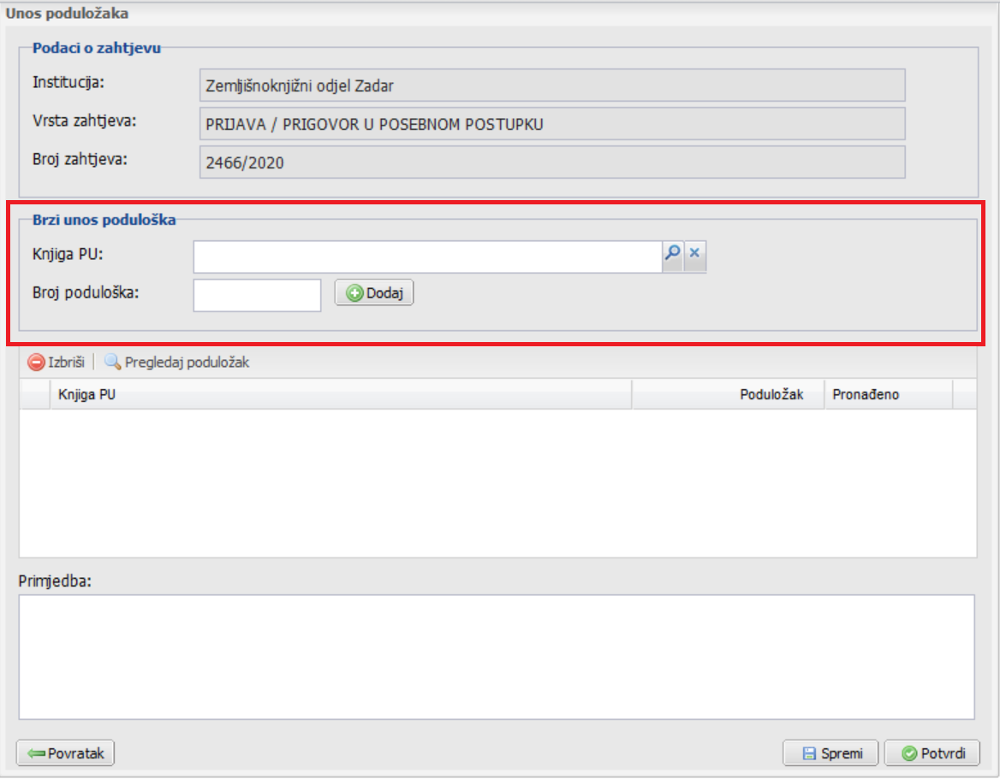 Unos poduložaka
Podaci o zahtjevu
Institucija: Zemljišnoknjižni odjel Zadar
Vrsta zahtjeva: PRIJAVA / PRIGOVOR U POSEBNOM POSTUPKU
Broj zahtjeva: 2466/2020
Brzi unos poduloška
Knjiga PU:
Broj poduloška: Dodaj
Izbriši Pregledaj poduložak
Knjiga PU Poduložak Pronađeno
Primjedba:
Povratak Spremi Potvrdi